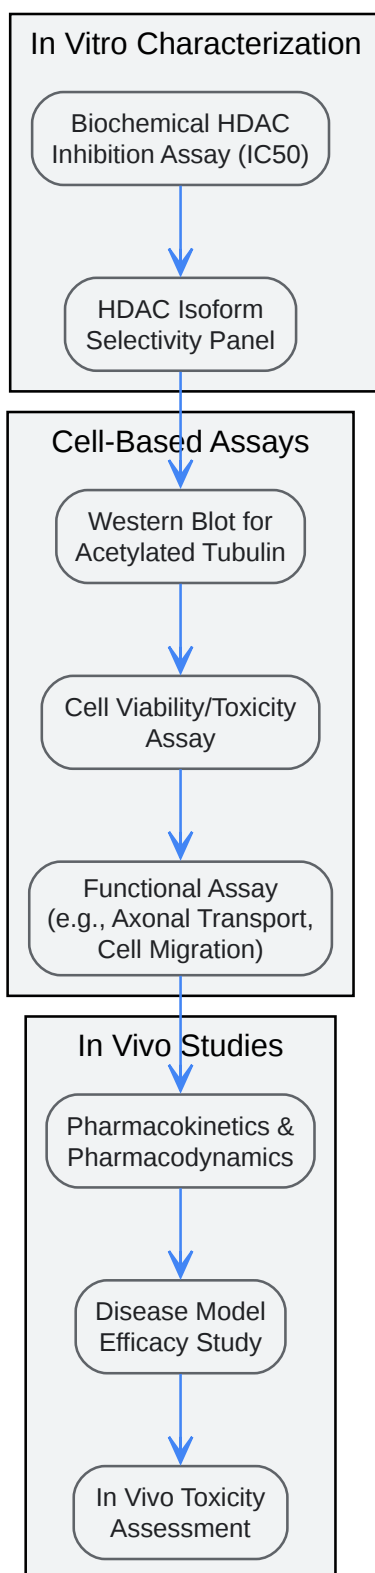 In Vitro Characterization
Biochemical HDAC
Inhibition Assay (IC50)
HDAC Isoform
Selectivity Panel
Cell-Based Assays
Western Blot for
Acetylated Tubulin
Cell Viability/Toxicity
Assay
Functional Assay
(e.g., Axonal Transport,
Cell Migration)
In Vivo Studies
Pharmacokinetics &
Pharmacodynamics
Disease Model
Efficacy Study
In Vivo Toxicity
Assessment